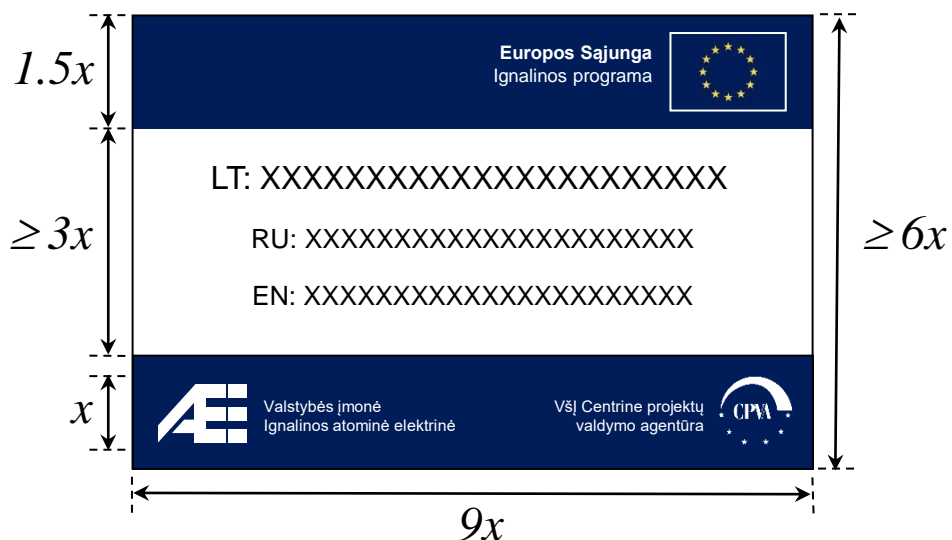 1.5x
Europos Sąjunga
Ignalinos programa
≥ 3x
LT: XXXXXXXXXXXXXXXXXXXXXX
RU: XXXXXXXXXXXXXXXXXXXXXX
EN: XXXXXXXXXXXXXXXXXXXXXX
≥ 6x
x
Valstybės įmonė
Ignalinos atominė elektrinė
VšĮ Centrine projektų
valdymo agentūra
CPVA
9x